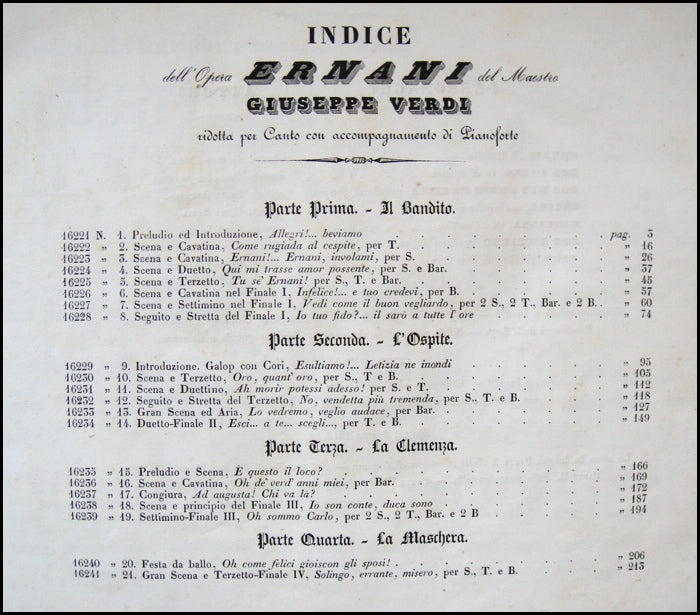 INDICE
dell'Opera ERNANI del Maestro
GIUSEPPE VERDI
ridotta per Canto con accompagnamento di Pianoforte
Parte Prima. - Il Bandito.
16221 N. 1. Preludio ed Introduzione, Allegri!... beviamo pag. 3
16222 " 2. Scena e Cavatina, Come rugiada al cespite, per T. " 16
16223 " 3. Scena e Cavatina, Ernani!... Ernani, involami, per S. " 26
16224 " 4. Scena e Duetto, Qui mi trasse amor possente, per S. e Bar. " 37
16225 " 5. Scena e Terzetto, Tu se' Ernani! per S., T. e Bar. " 45
16226 " 6. Scena e Cavatina nel Finale I, Infelice!... e tuo credevi, per B. " 57
16227 " 7. Scena e Settimino nel Finale I, Vedi come il buon vegliardo, per 2 S., 2 T., Bar. e 2 B. " 60
16228 " 8. Seguito e Stretta del Finale I, Io tuo fido?... il sarò a tutte l'ore " 74
Parte Seconda. - L'Ospite.
16229 " 9. Introduzione. Galop con Cori, Esultiamo!... Letizia ne inondi " 95
16230 " 10. Scena e Terzetto, Oro, quant'oro, per S., T. e B. " 105
16231 " 11. Scena e Duettino, Ah morir potessi adesso! per S. e T. " 112
16232 " 12. Seguito e Stretta del Terzetto, No, vendetta più tremenda, per S., T. e B. " 118
16233 " 13. Gran Scena ed Aria, Lo vedremo, veglio audace, per Bar. " 127
16234 " 14. Duetto-Finale II, Esci... a te... scegli..., per T. e B. " 149
Parte Terza. - La Clemenza.
16235 " 15. Preludio e Scena, È questo il loco? " 166
16236 " 16. Scena e Cavatina, Oh de' verd' anni miei, per Bar. " 169
16237 " 17. Congiura, Ad augusta! Chi va là? " 172
16238 " 18. Scena e principio del Finale III, Io son conte, duca sono " 187
16239 " 19. Settimino-Finale III, Oh sommo Carlo, per 2 S., 2 T., Bar. e 2 B " 194
Parte Quarta. - La Maschera.
16240 " 20. Festa da ballo, Oh come felici gioiscon gli sposi! " 206
16241 " 21. Gran Scena e Terzetto-Finale IV, Solingo, errante, misero, per S., T. e B. " 213